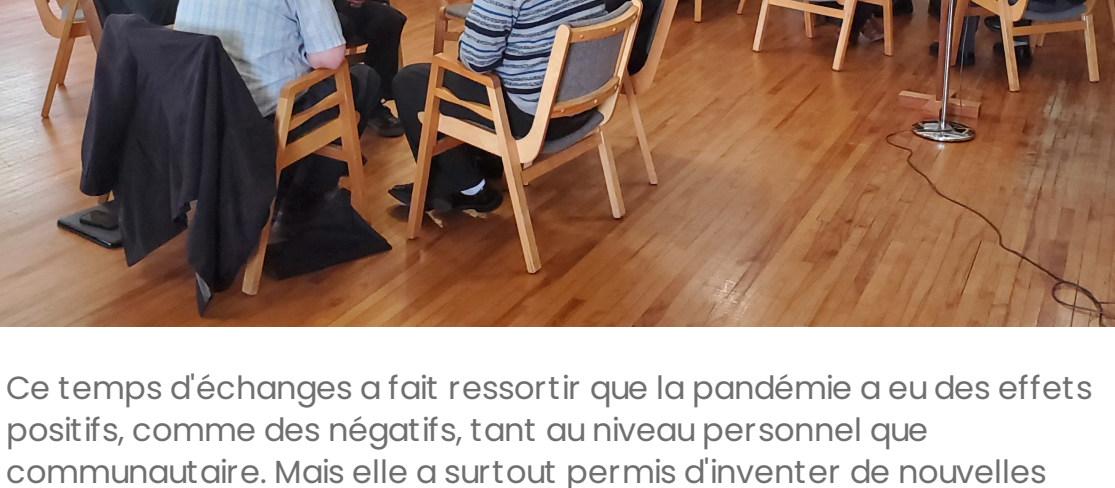 Ce temps d'échanges a fait ressortir que la pandémie a eu des effets
positifs, comme des négatifs, tant au niveau personnel que
communautaire. Mais elle a surtout permis d'inventer de nouvelles